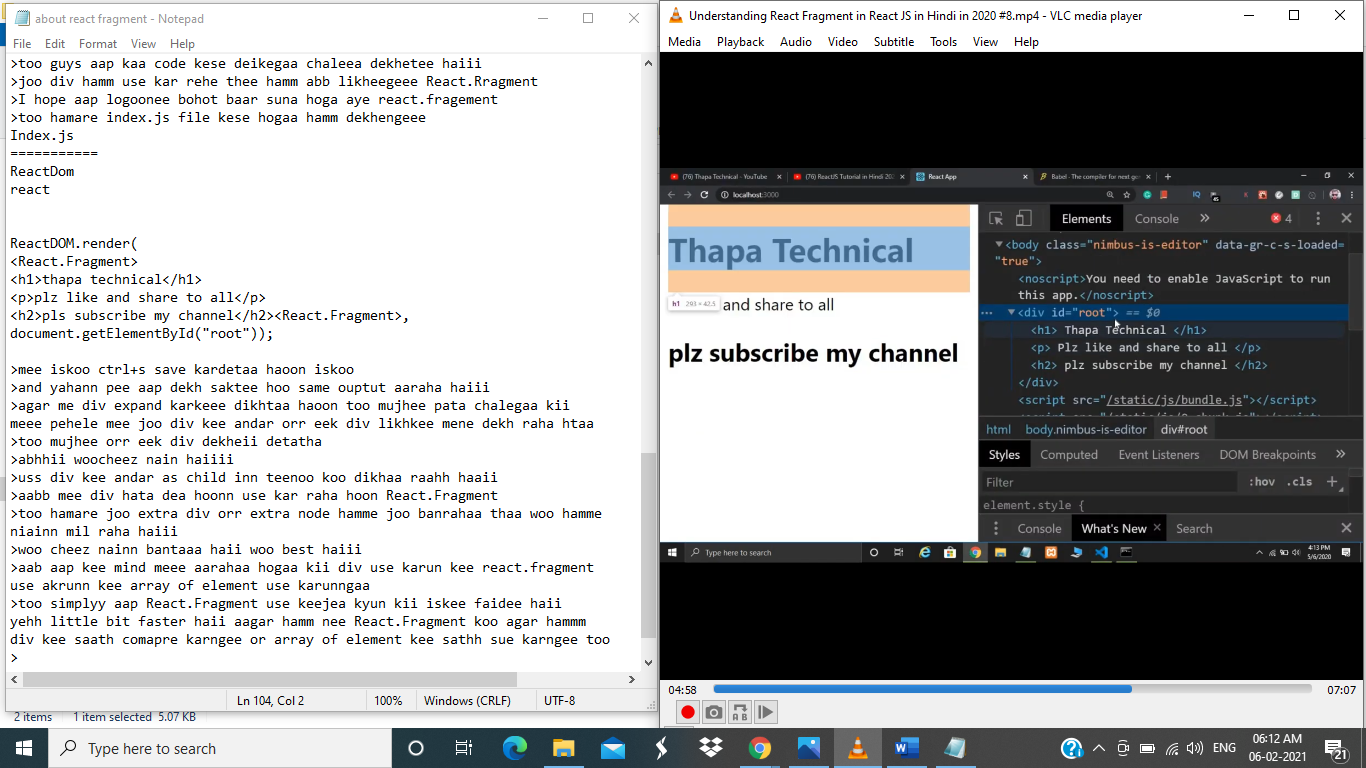 about react fragment - Notepad
File Edit Format View Help
>too guys aap kaa code kese deikegaa chaleea dekhetee haiii
>joo div hamm use kar rehe thee hamm abb likheegeee React.Rragment
>I hope aap logoonee bohot baar suna hoga aye react.fragement
>too hamare index.js file kese hogaa hamm dekhengeee
Index.js
===========
ReactDom
react
ReactDOM.render(
<React.Fragment>
<h1>thapa technical</h1>
<p>plz like and share to all</p>
<h2>pls subscribe my channel</h2><React.Fragment>,
document.getElementById("root"));
>mee iskoo ctrl+s save kardetaa haoon iskoo
>and yahann pee aap dekh saktee hoo same ouptut aaraha haiii
>agar me div expand karkeee dikhtaa haoon too mujhee pata chalegaa kii
meee pehele mee joo div kee andar orr eek div likhkee mene dekh raha htaa
>too mujhee orr eek div dekheii detatha
>abhhii woocheez nain haiiii
>uss div kee andar as child inn teenoo koo dikhaa raahh haaii
>aabb mee div hata dea hoonn use kar raha hoon React.Fragment
>too hamare joo extra div orr extra node hamme joo banrahaa thaa woo hamme
niainn mil raha haiii
>woo cheez nainn bantaaa haii woo best haiii
>aab aap kee mind meee aarahaa hogaa kii div use karun kee react.fragment
use akrunn kee array of element use karunngaa
>too simplyy aap React.Fragment use keejea kyun kii iskee faidee haii
yehh little bit faster haii aagar hamm nee React.Fragment koo agar hammm
div kee saath comapre karngee or array of element kee sathh sue karngee too
>
Ln 104, Col 2 100% Windows (CRLF) UTF-8
2 items 1 item selected 5.07 KB
Understanding React Fragment in React JS in Hindi in 2020 #8.mp4 - VLC media player
Media Playback Audio Video Subtitle Tools View Help
(76) Thapa Technical - YouTube (76) ReactJS Tutorial in Hindi 202 React App Babel - The compiler for next ge
localhost:3000
Thapa Technical
h1 293 × 42.5 and share to all
plz subscribe my channel
Elements Console » 4
<body class="nimbus-is-editor" data-gr-c-s-loaded=
"true">
<noscript>You need to enable JavaScript to run
this app.</noscript>
<div id="root"> == $0
<h1> Thapa Technical </h1>
<p> Plz like and share to all </p>
<h2> plz subscribe my channel </h2>
</div>
<script src="/static/js/bundle.js"></script>
html body.nimbus-is-editor div#root
Styles Computed Event Listeners DOM Breakpoints »
Filter :hov .cls +
element.style {
Console What's New Search
Type here to search
4:13 PM
5/6/2020
04:58 07:07
Type here to search
ENG 06:12 AM
06-02-2021
21